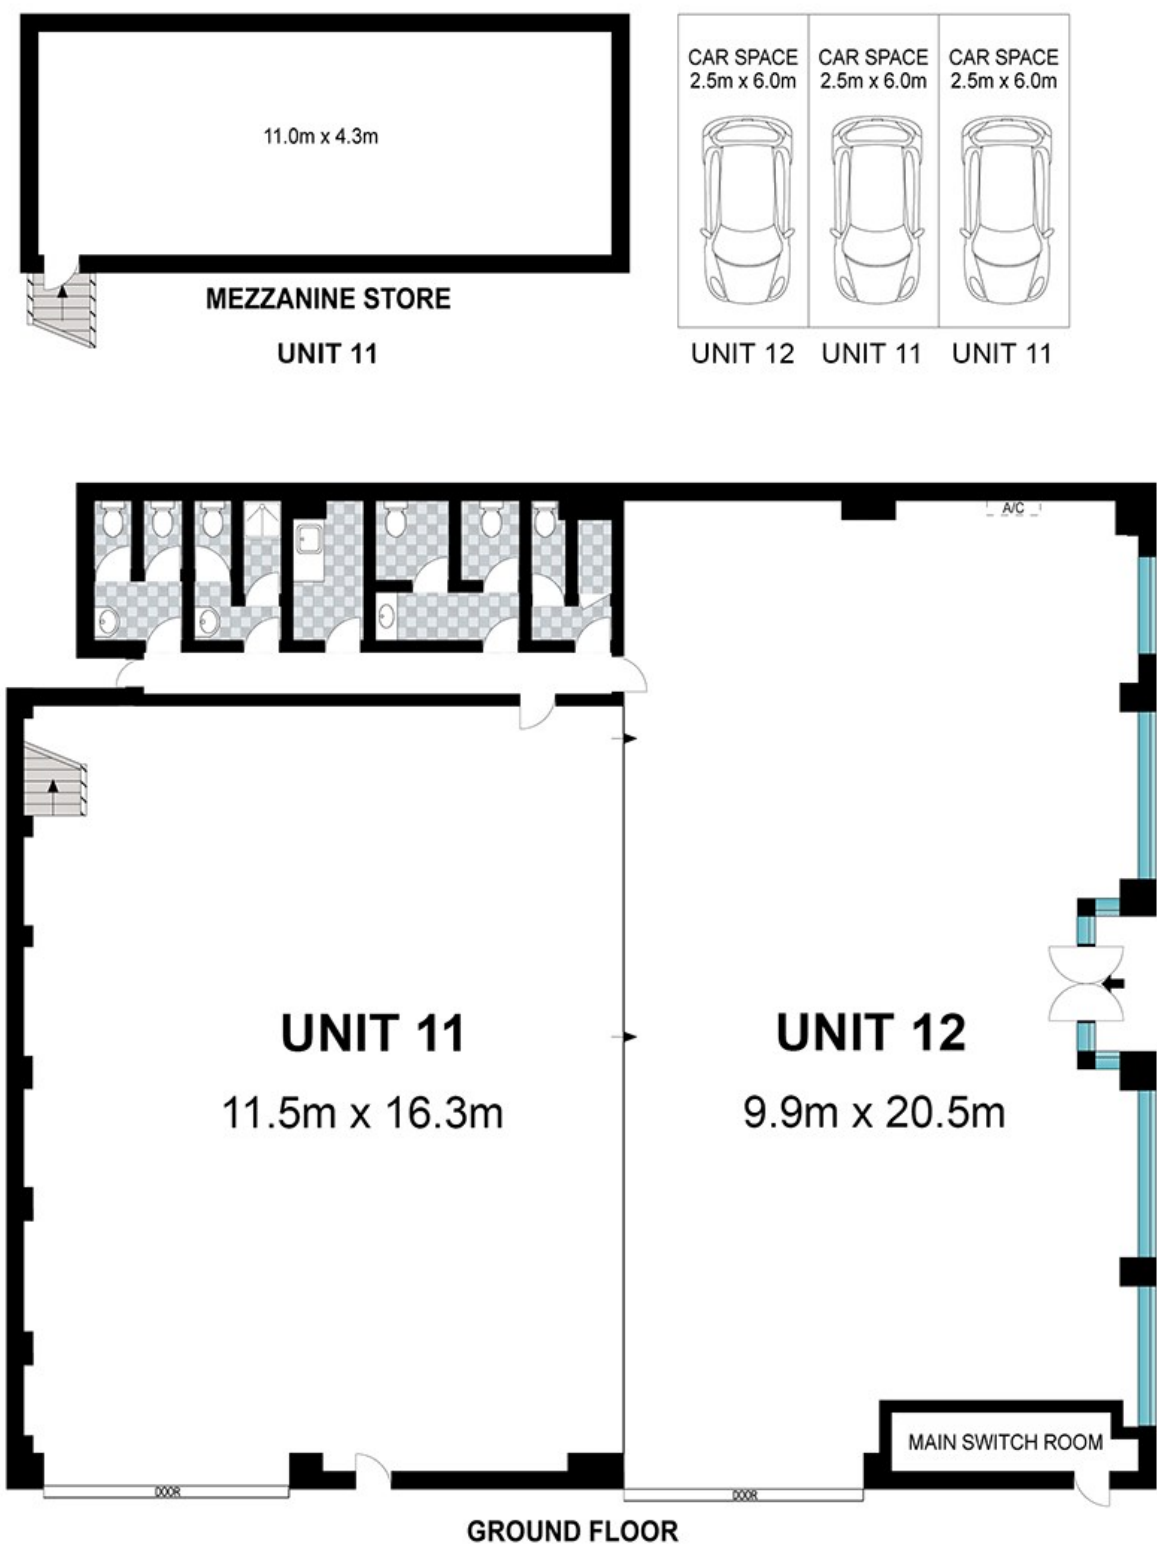 11.0m x 4.3m
MEZZANINE STORE
UNIT 11
CAR SPACE
2.5m x 6.0m
CAR SPACE
2.5m x 6.0m
CAR SPACE
2.5m x 6.0m
UNIT 12
UNIT 11
UNIT 11
A/C
UNIT 11
11.5m x 16.3m
UNIT 12
9.9m x 20.5m
MAIN SWITCH ROOM
DOOR
DOOR
GROUND FLOOR